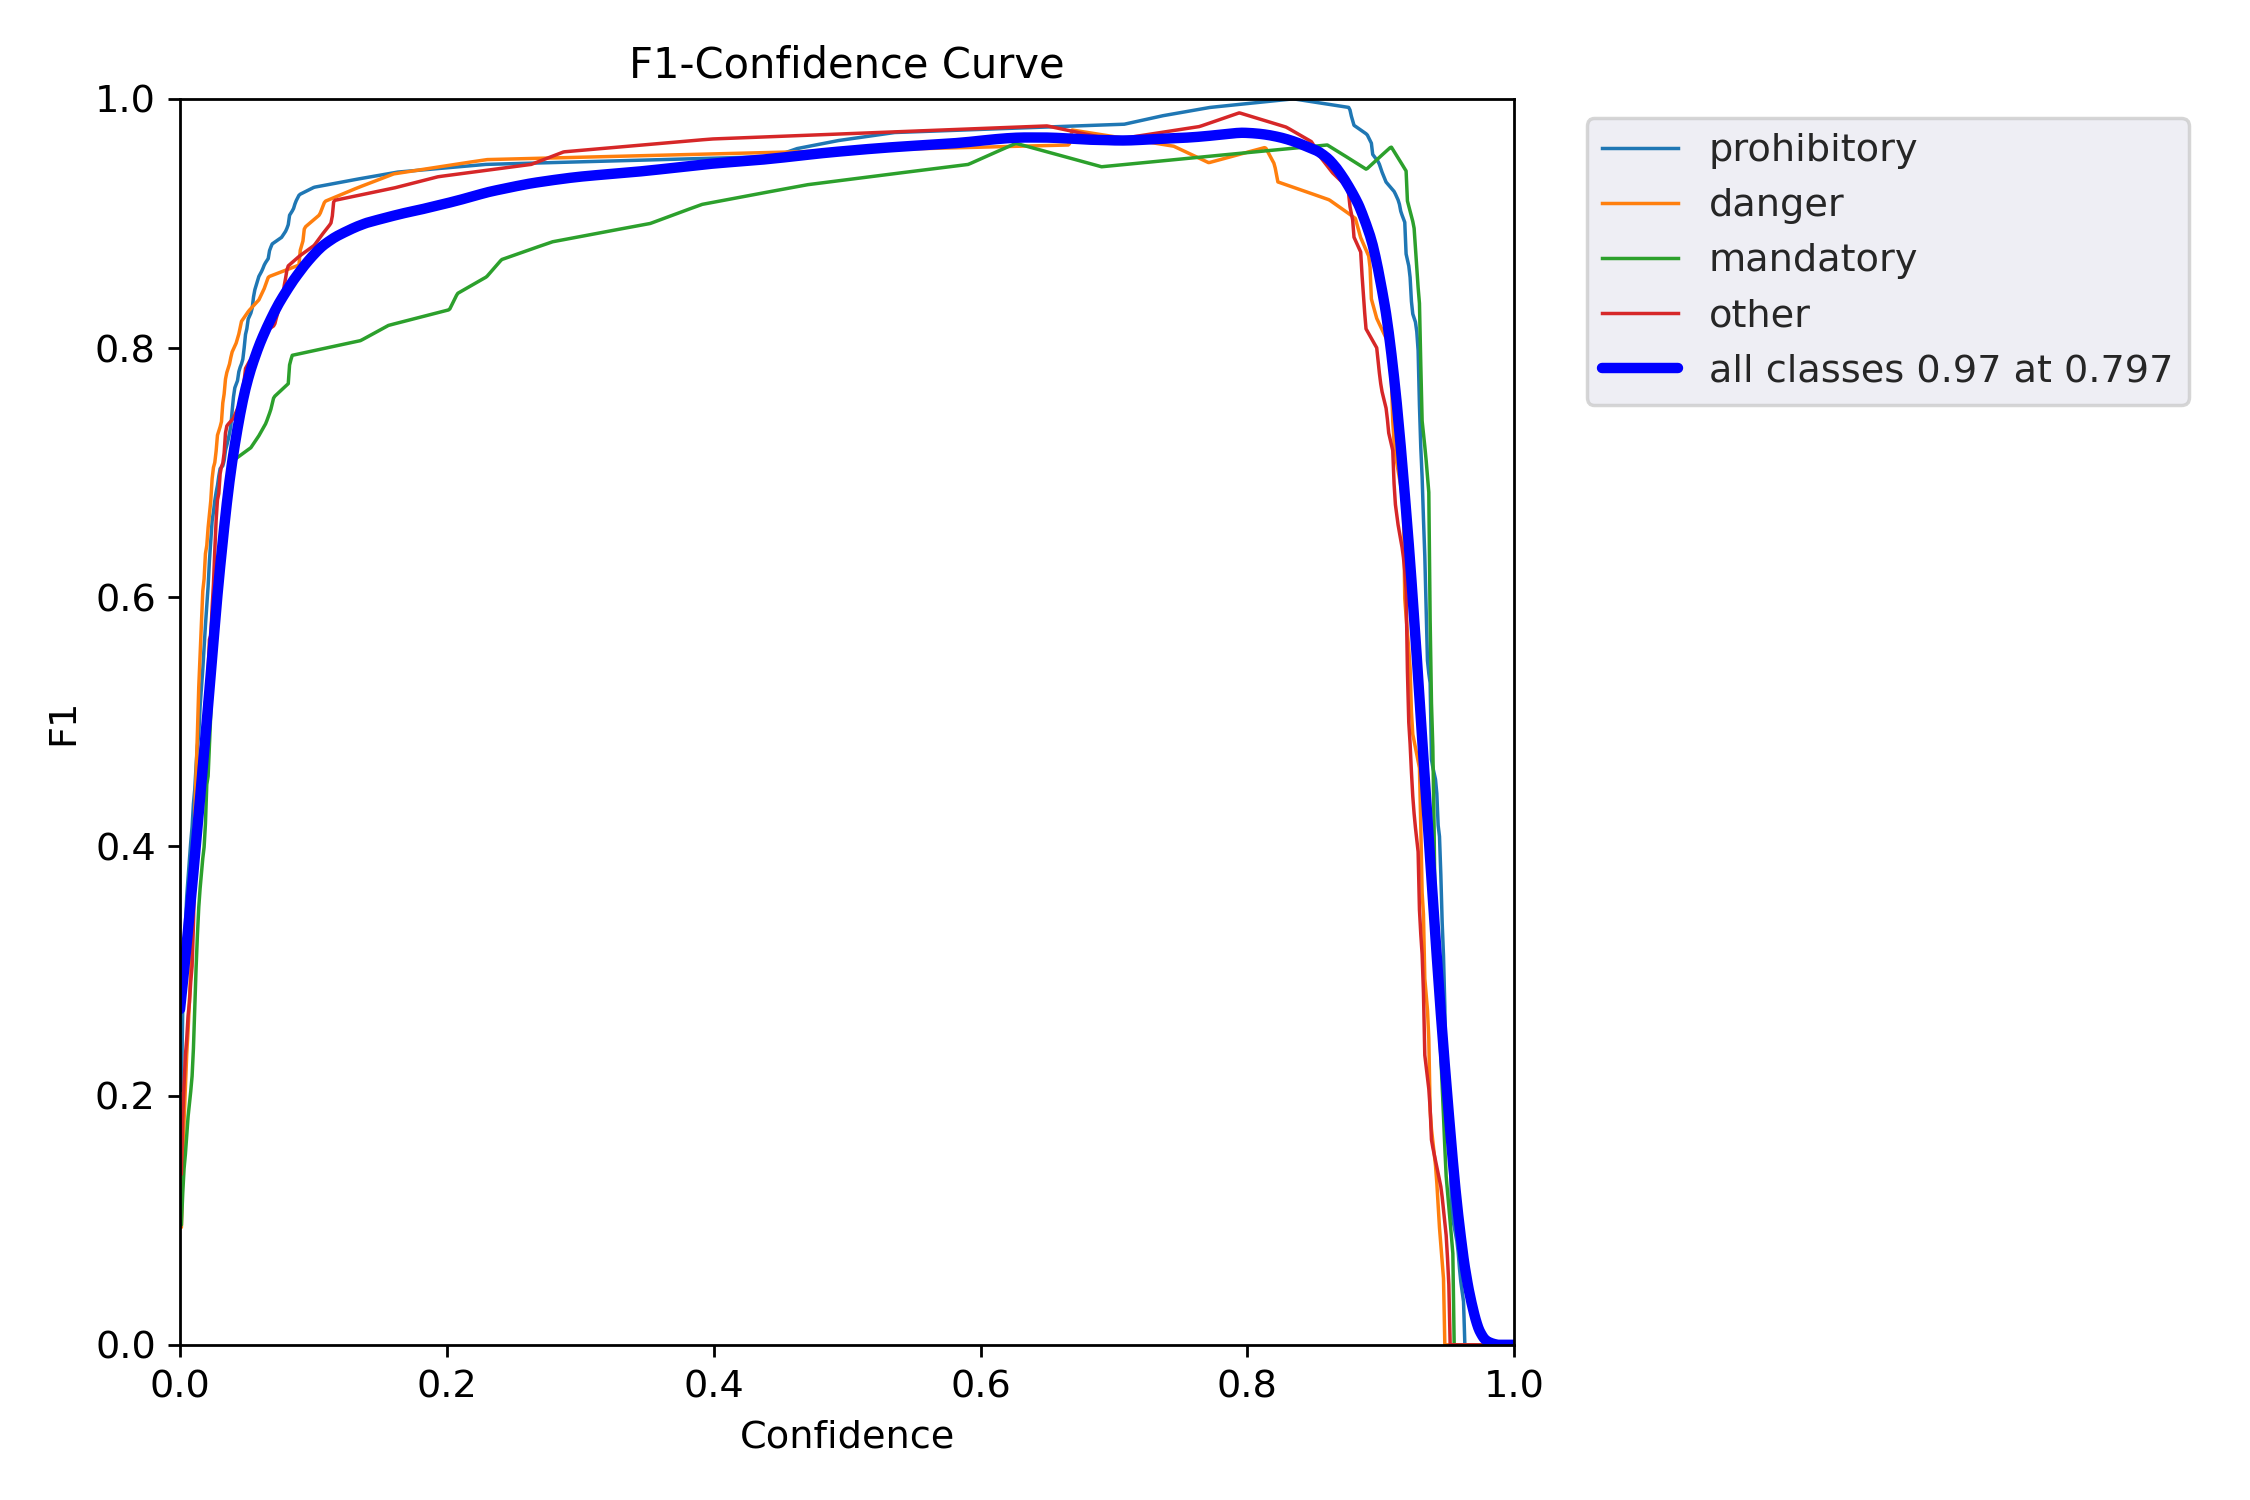 F1-Confidence Curve
1.0
0.8
0.6
0.4
0.2
0.0
F1
0.0 0.2 0.4 0.6 0.8 1.0
Confidence
prohibitory
danger
mandatory
other
all classes 0.97 at 0.797